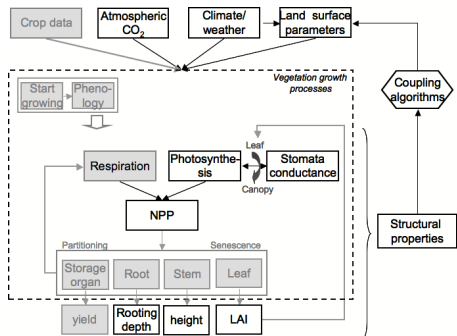 Crop data
Atmospheric
CO2
Climate/
weather
Land surface
parameters
Vegetation growth
processes
Start
growing
Pheno-
logy
Coupling
algorithms
Leaf
Respiration
Photosynthe-
sis
Stomata
conductance
Canopy
NPP
Structural
properties
Partitioning
Senescence
Storage
organ
Root
Stem
Leaf
yield
Rooting
depth
height
LAI